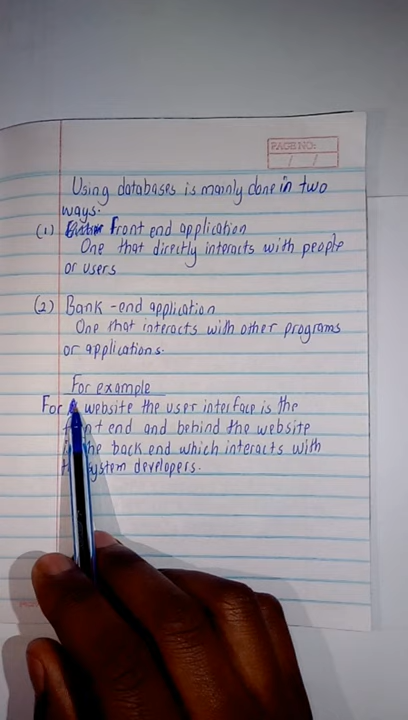 PAGE NO:
/ /
Using databases is mainly done in two
ways.
(1) Front end application
One that directly interacts with people
or users
(2) Bank-end application
One that interacts with other programs
or applications.
For example
For website the user interface is the
end and behind the website
the back end which interacts with
system developers.